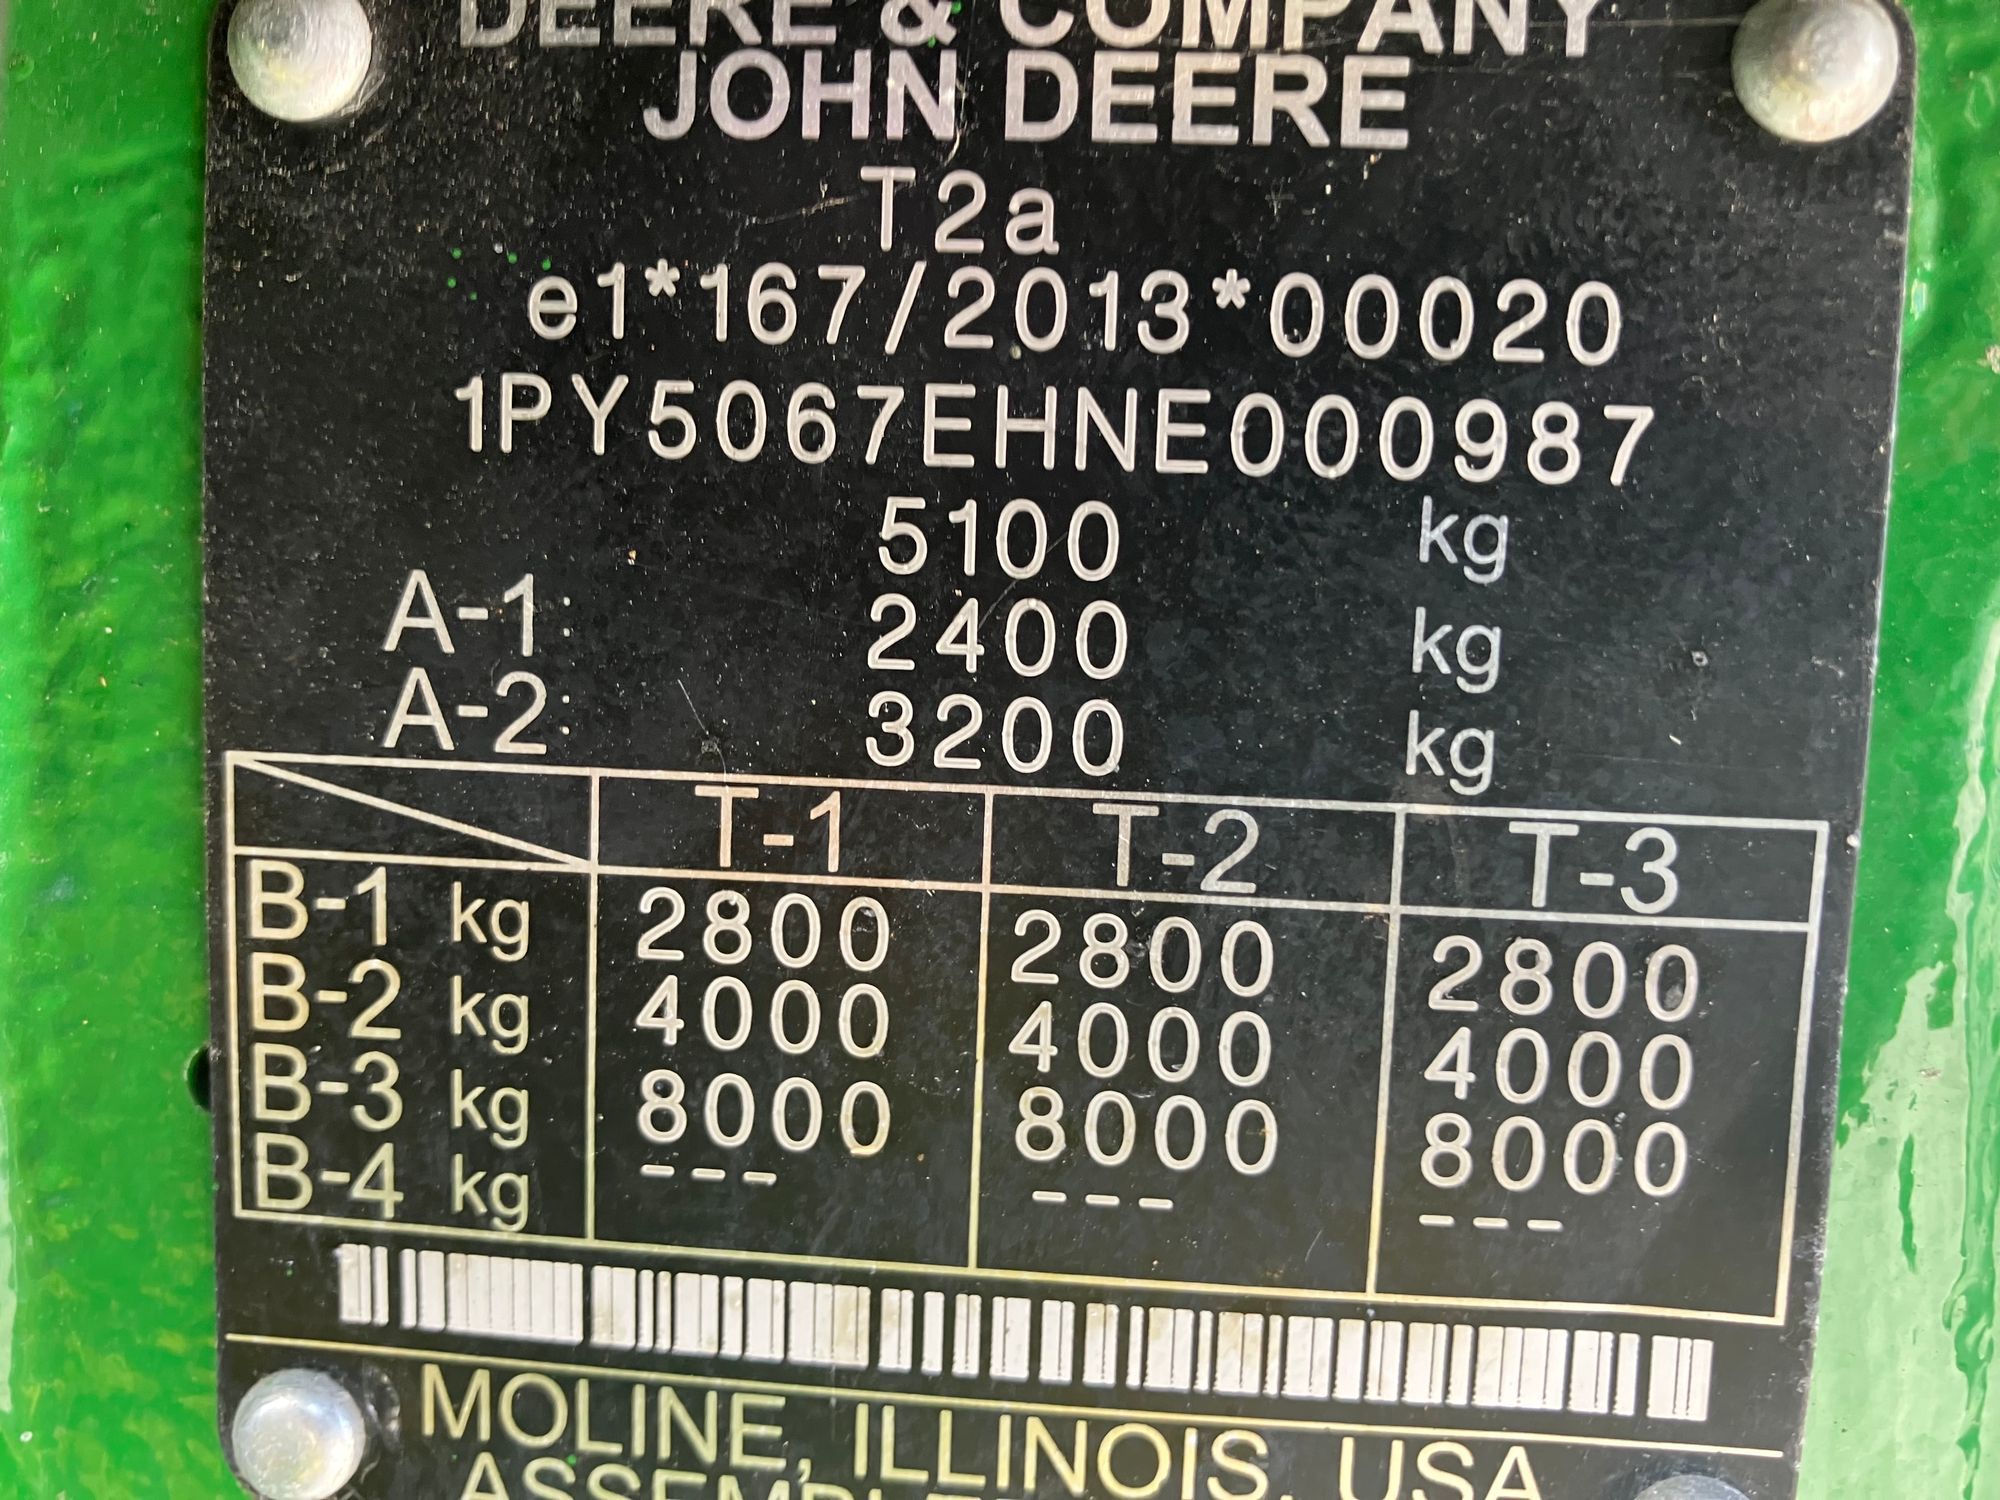 DEERE & COMPANY
JOHN DEERE
T2a
e1*167/2013*00020
1PY5067EHNE000987
5100 kg
A-1: 2400 kg
A-2: 3200 kg
T-1 T-2 T-3
B-1 kg 2800 2800 2800
B-2 kg 4000 4000 4000
B-3 kg 8000 8000 8000
B-4 kg --- --- ---
MOLINE, ILLINOIS, USA